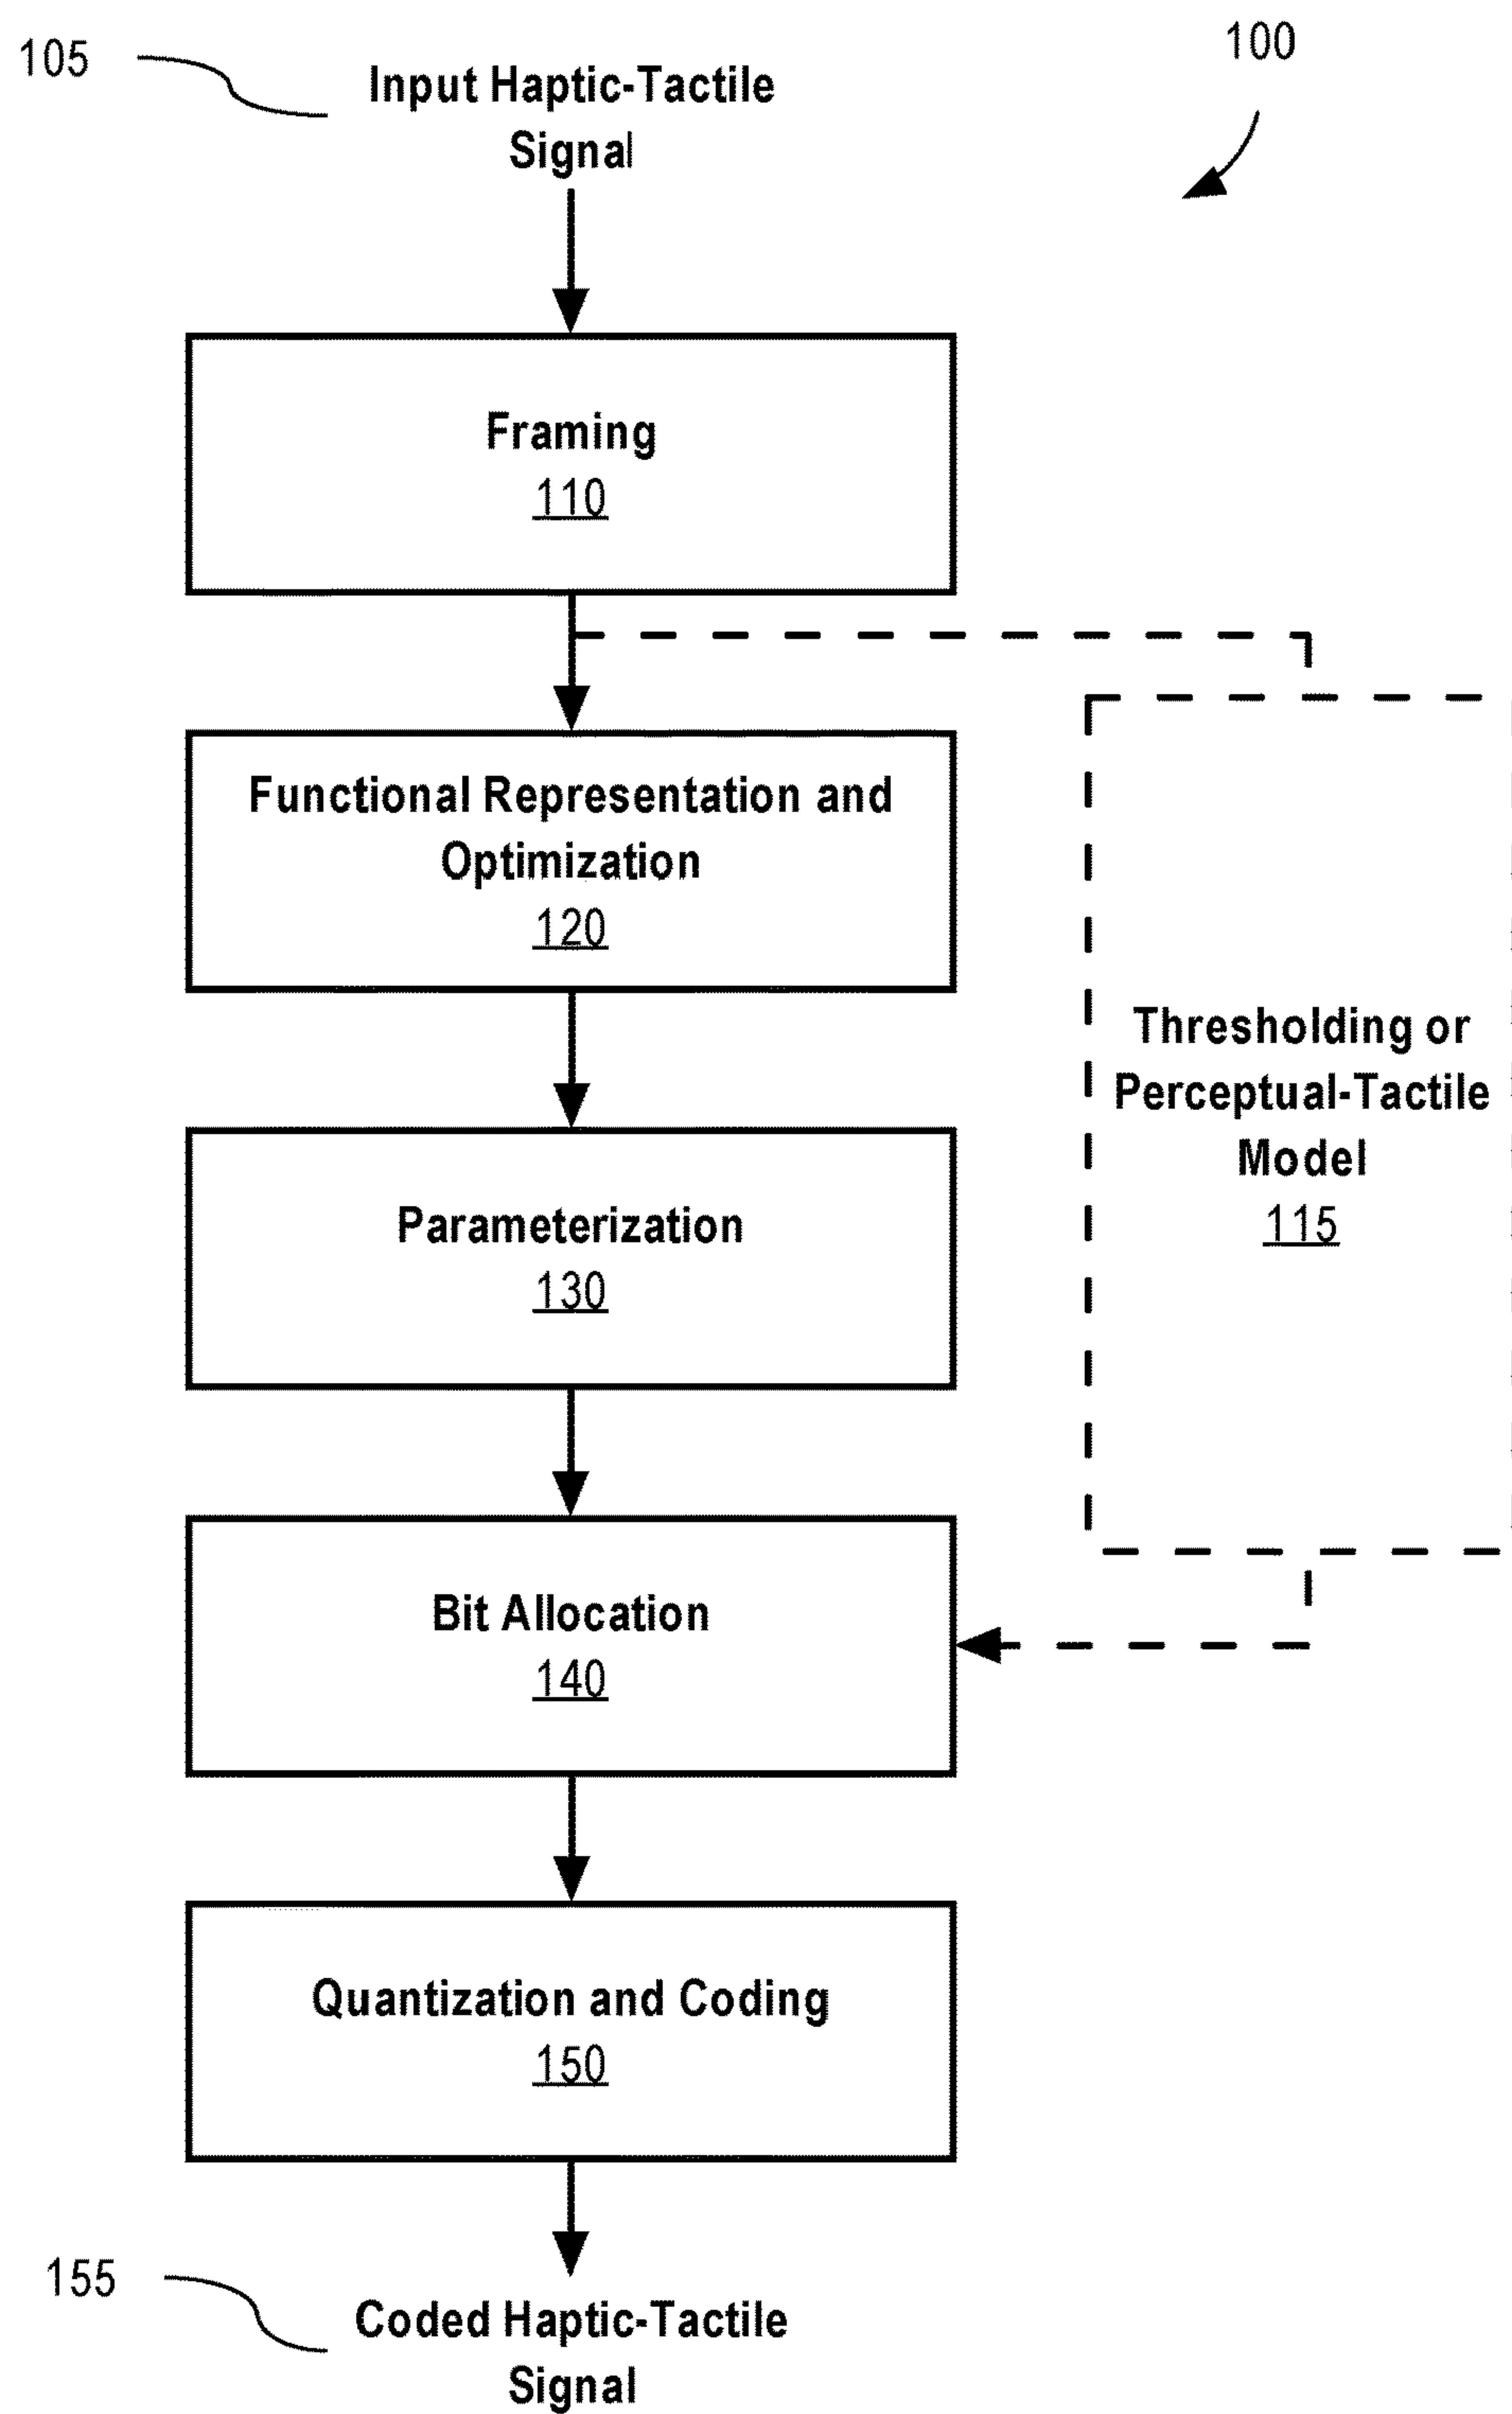 105
100
Input Haptic-Tactile
Signal
Framing
110
Functional Representation and
Optimization
120
Thresholding or
Perceptual-Tactile
Model
115
Parameterization
130
Bit Allocation
140
Quantization and Coding
150
155
Coded Haptic-Tactile
Signal